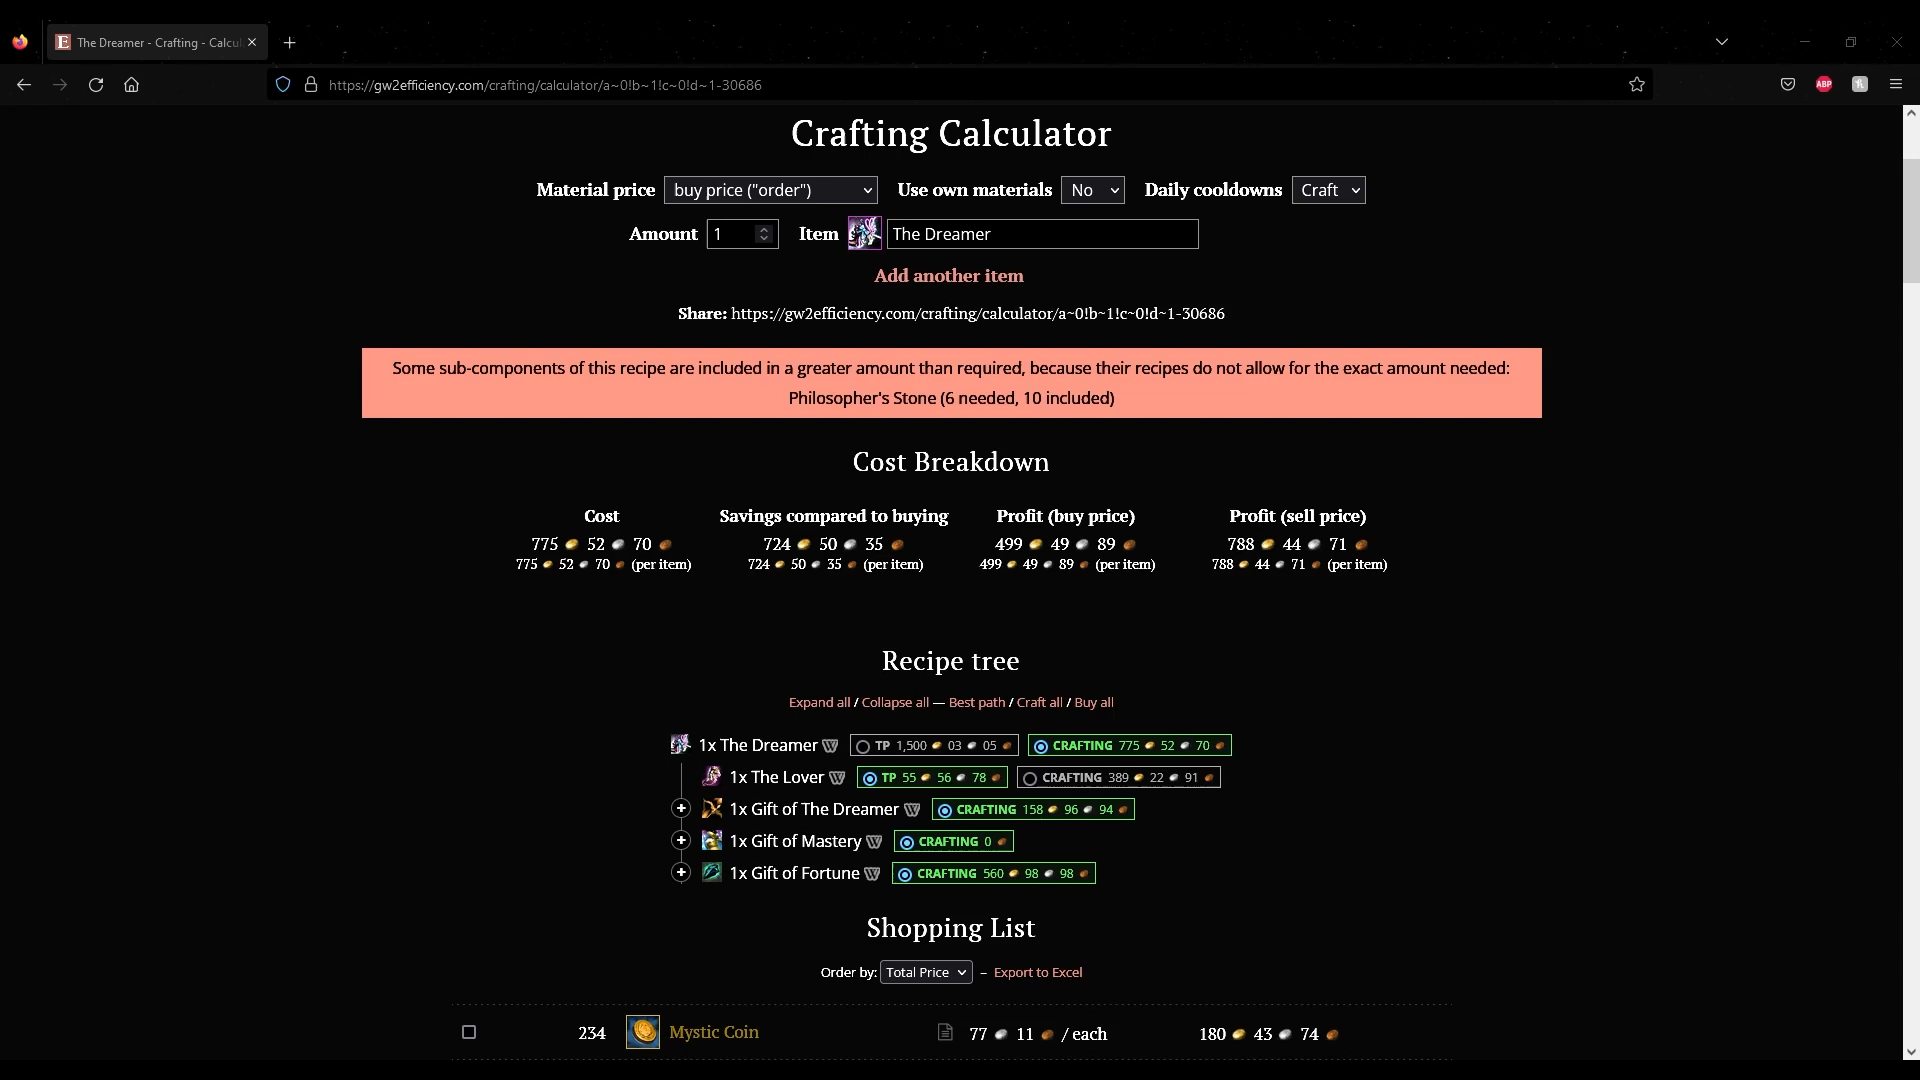 The Dreamer - Crafting - Calcul
https://gw2efficiency.com/crafting/calculator/a~0!b~1!c~0!d~1-30686
ABP
Crafting Calculator
Material price buy price ("order") Use own materials No Daily cooldowns Craft
Amount 1 Item The Dreamer
Add another item
Share: https://gw2efficiency.com/crafting/calculator/a~0!b~1!c~0!d~1-30686
Some sub-components of this recipe are included in a greater amount than required, because their recipes do not allow for the exact amount needed:
Philosopher's Stone (6 needed, 10 included)
Cost Breakdown
Cost Savings compared to buying Profit (buy price) Profit (sell price)
775 52 70 724 50 35 499 49 89 788 44 71
775 52 70 (per item) 724 50 35 (per item) 499 49 89 (per item) 788 44 71 (per item)
Recipe tree
Expand all / Collapse all — Best path / Craft all / Buy all
1x The Dreamer W TP 1,500 03 05 CRAFTING 775 52 70
1x The Lover W TP 55 56 78 CRAFTING 389 22 91
+ 1x Gift of The Dreamer W CRAFTING 158 96 94
+ 1x Gift of Mastery W CRAFTING 0
+ 1x Gift of Fortune W CRAFTING 560 98 98
Shopping List
Order by: Total Price – Export to Excel
234 Mystic Coin 77 11 / each 180 43 74